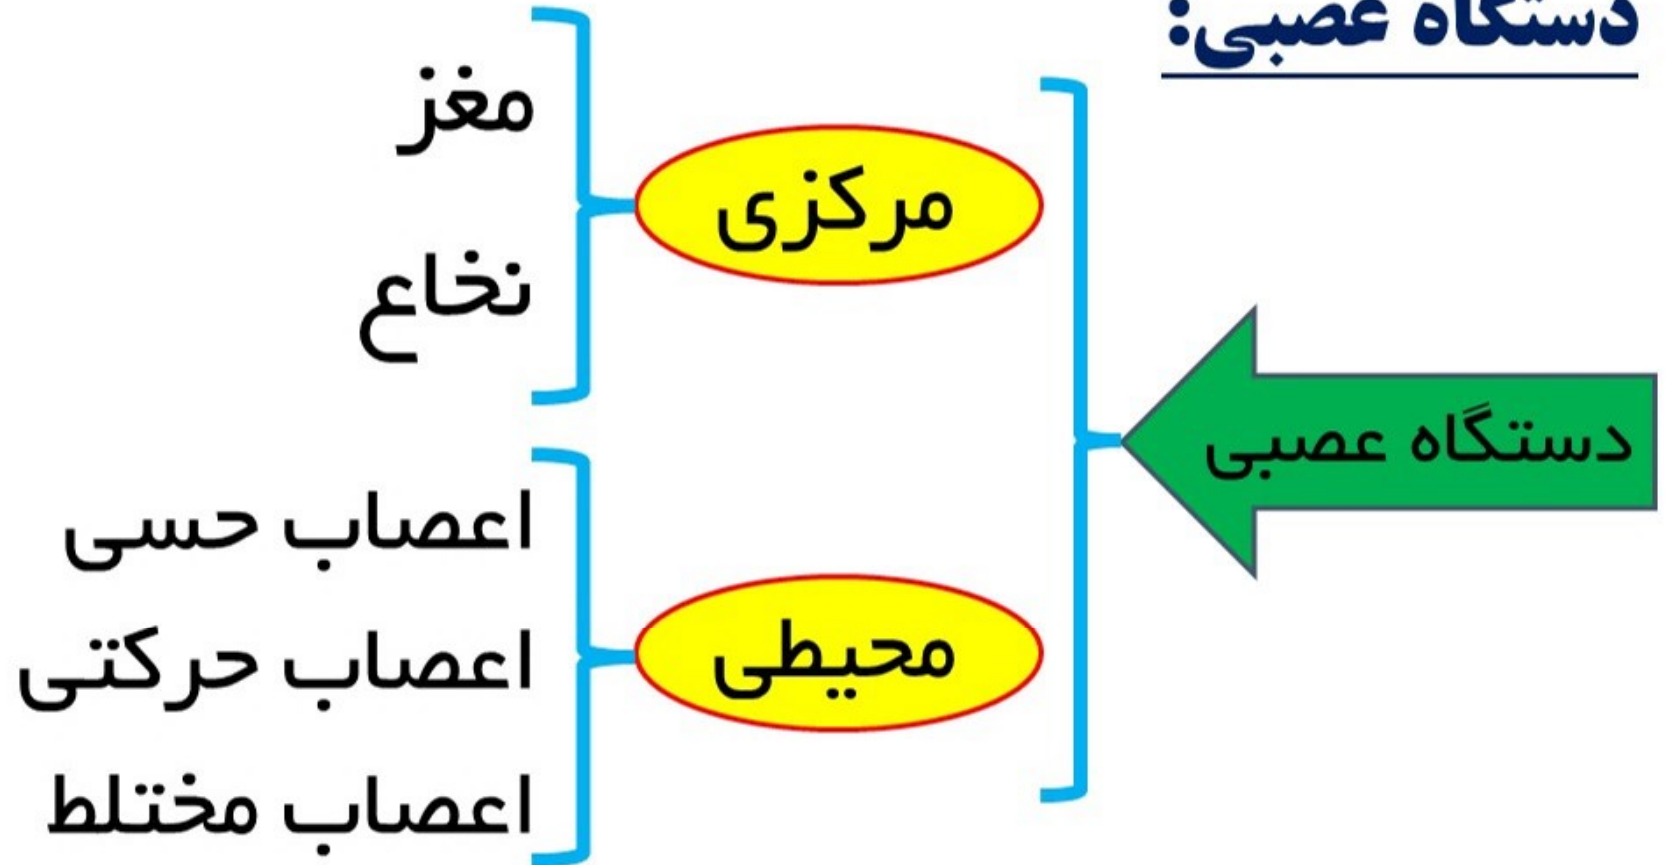 دستگاه عصبی:
دستگاه عصبی
مرکزی
مغز
نخاع
محیطی
اعصاب حسی
اعصاب حرکتی
اعصاب مختلط